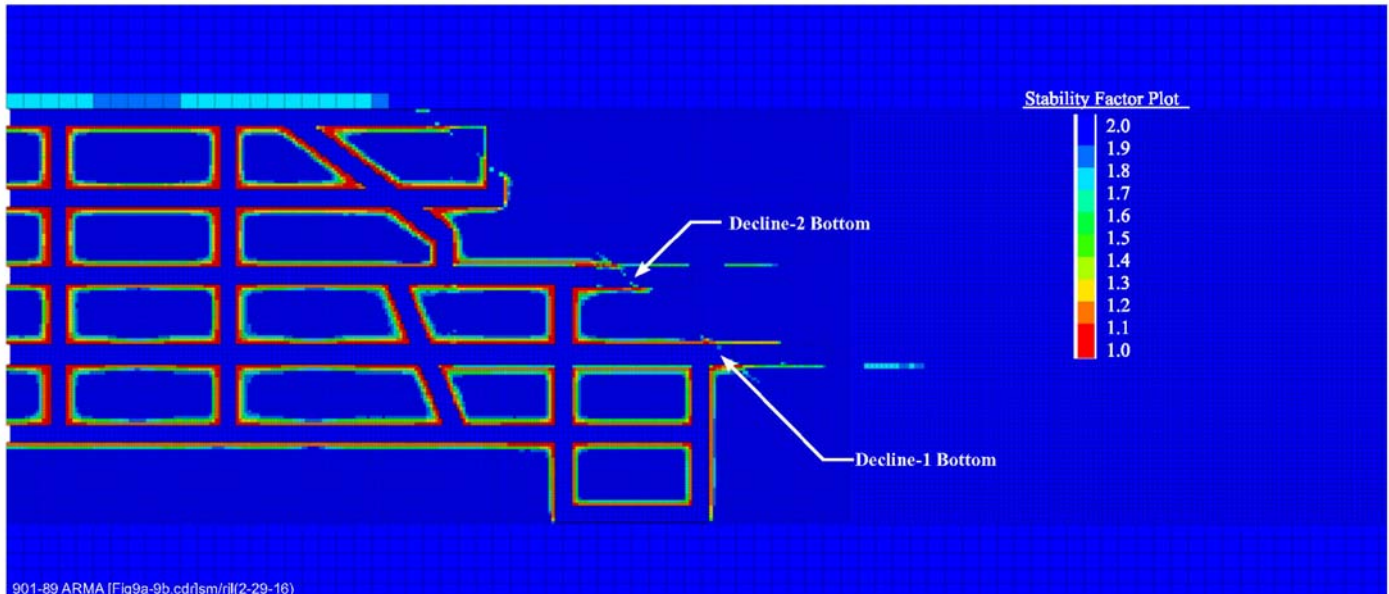 Stability Factor Plot
2.0
1.9
1.8
1.7
1.6
1.5
1.4
1.3
1.2
1.1
1.0
Decline-2 Bottom
Decline-1 Bottom
901-89 ARMA [Fig9a-9b.cdr]sm/ril(2-29-16)